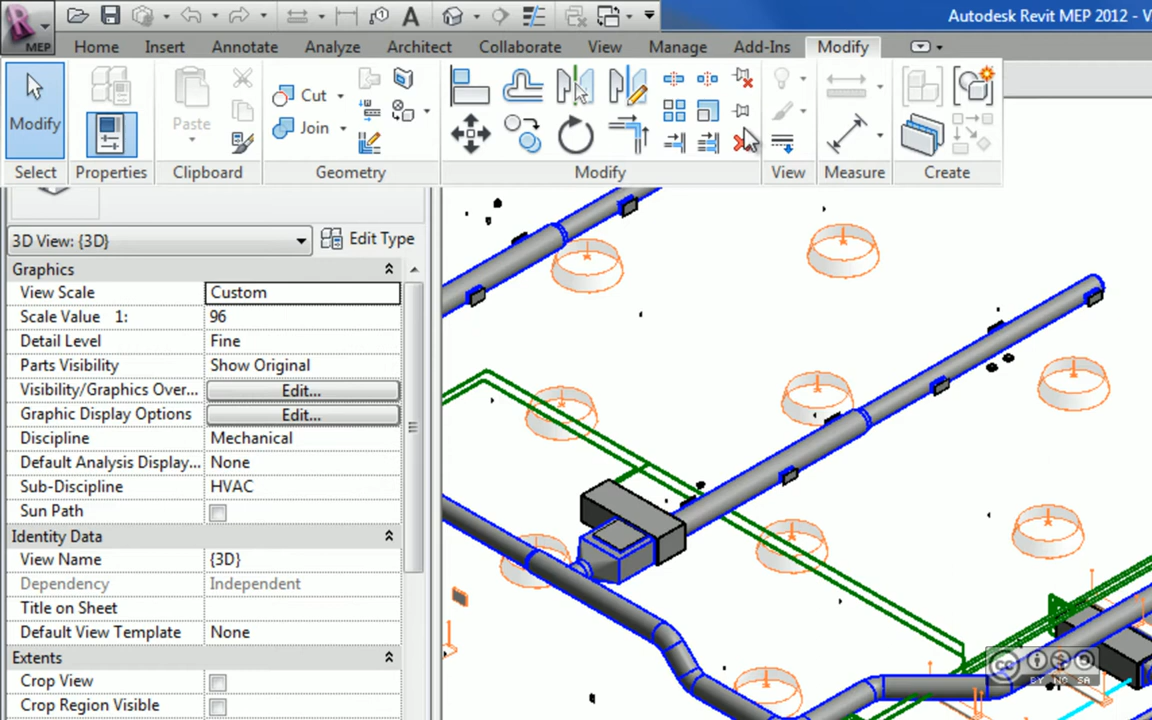 Autodesk Revit MEP 2012 - V
MEP
Home Insert Annotate Analyze Architect Collaborate View Manage Add-Ins Modify
Modify Paste Cut Join
Select Properties Clipboard Geometry Modify View Measure Create
3D View: {3D} Edit Type
Graphics
View Scale Custom
Scale Value 1: 96
Detail Level Fine
Parts Visibility Show Original
Visibility/Graphics Over... Edit...
Graphic Display Options Edit...
Discipline Mechanical
Default Analysis Display... None
Sub-Discipline HVAC
Sun Path
Identity Data
View Name {3D}
Dependency Independent
Title on Sheet
Default View Template None
Extents
Crop View
Crop Region Visible
cc
BY NC SA